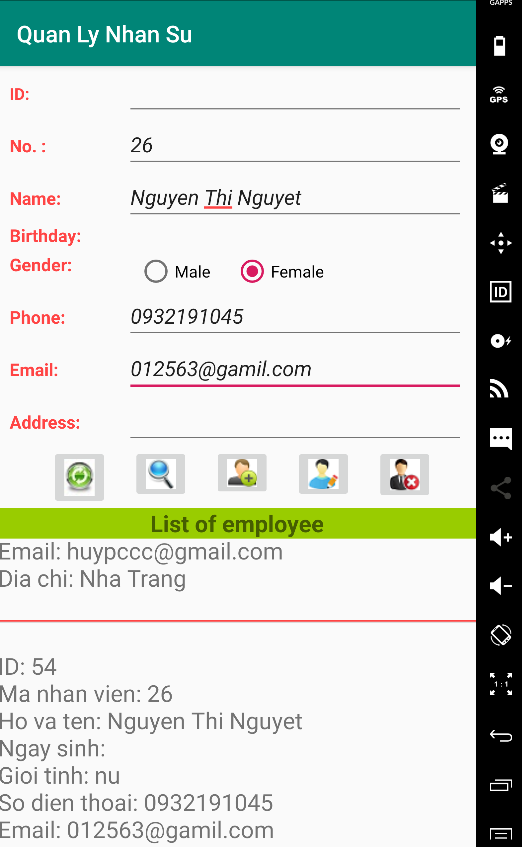 Quan Ly Nhan Su
ID:
No. : 26
Name: Nguyen Thi Nguyet
Birthday:
Gender: Male Female
Phone: 0932191045
Email: 012563@gamil.com
Address:
List of employee
Email: huypccc@gmail.com
Dia chi: Nha Trang
ID: 54
Ma nhan vien: 26
Ho va ten: Nguyen Thi Nguyet
Ngay sinh:
Gioi tinh: nu
So dien thoai: 0932191045
Email: 012563@gamil.com
GAPPS
GPS
ID
1:1